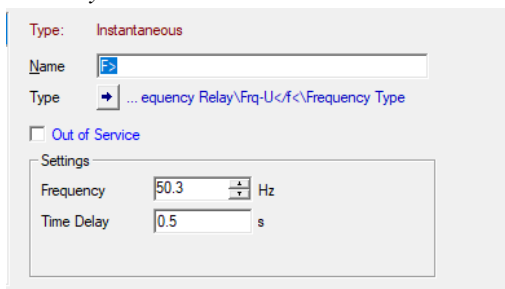 Type: Instantaneous
Name F>
Type ... equency Relay\Frq-U</f<\Frequency Type
Out of Service
Settings
Frequency 50.3 Hz
Time Delay 0.5 s